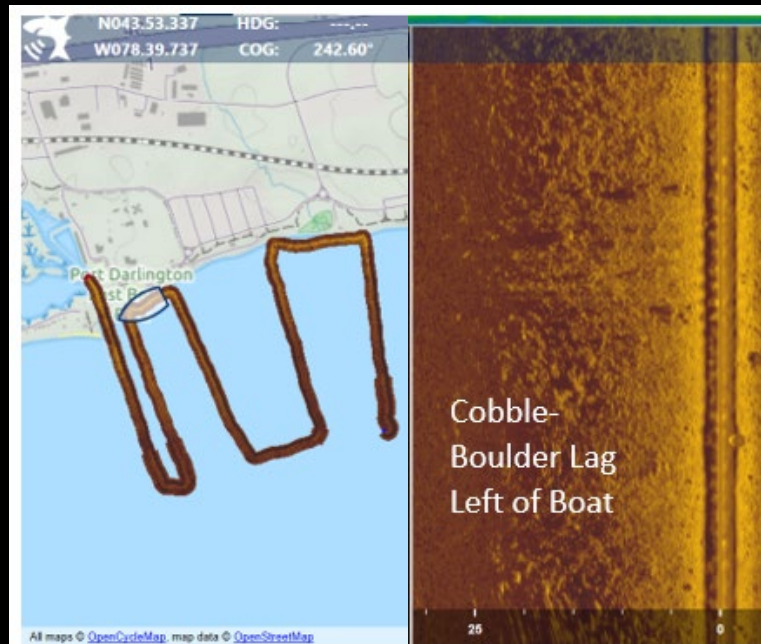 N043.53.337 HDG: ---.--
W078.39.737 COG: 242.60°
Port Darlington
Cobble-
Boulder Lag
Left of Boat
25 0
All maps © OpenCycleMap, map data © OpenStreetMap